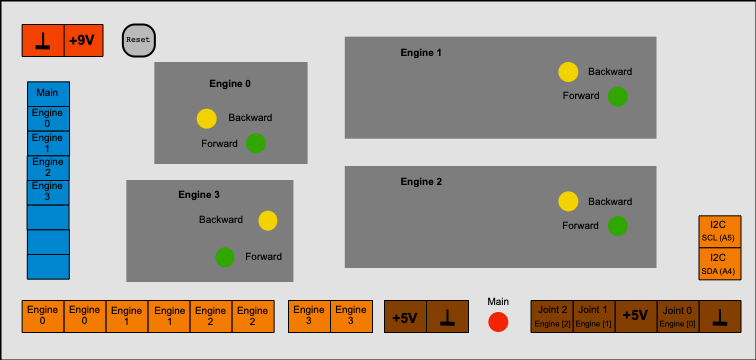 +9V
Reset
Main
Engine
0
Engine
1
Engine
2
Engine
3
Engine 0
Backward
Forward
Engine 1
Backward
Forward
Engine 3
Backward
Forward
Engine 2
Backward
Forward
I2C
SCL (A5)
I2C
SDA (A4)
Engine
0
Engine
0
Engine
1
Engine
1
Engine
2
Engine
2
Engine
3
Engine
3
+5V
Main
Joint 2
Engine [2]
Joint 1
Engine [1]
+5V
Joint 0
Engine [0]